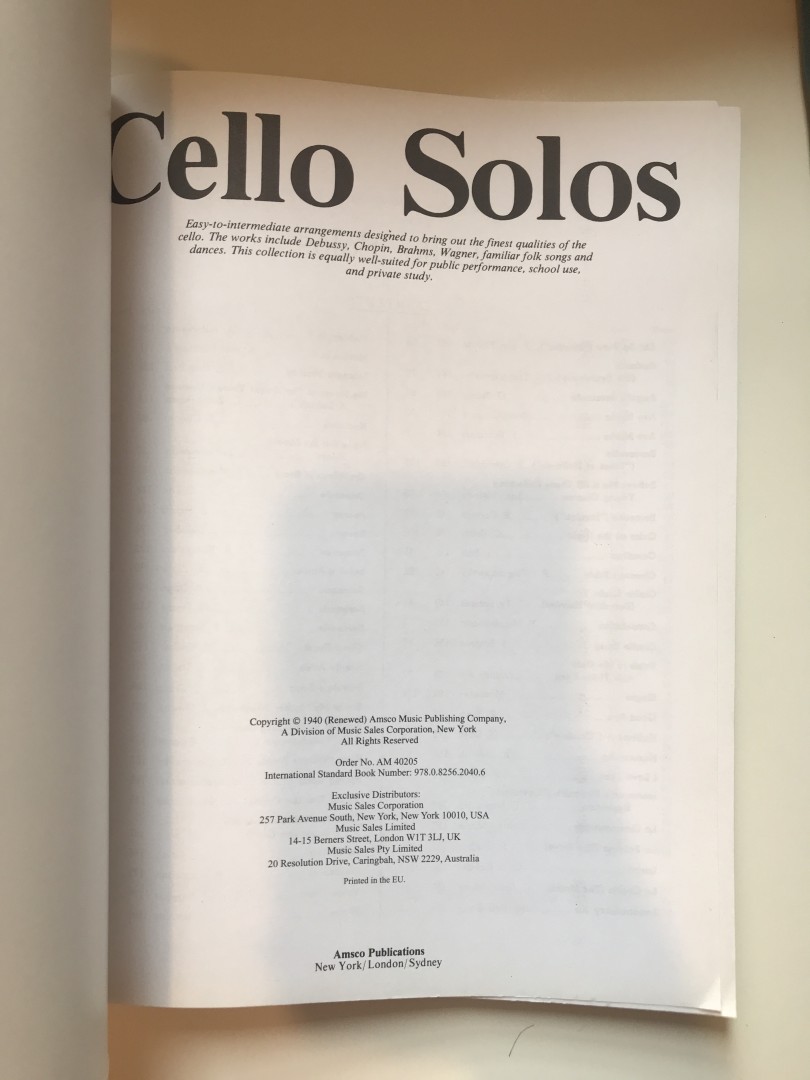 Cello Solos
Easy-to-intermediate arrangements designed to bring out the finest qualities of the
cello. The works include Debussy, Chopin, Brahms, Wagner, familiar folk songs and
dances. This collection is equally well-suited for public performance, school use,
and private study.
Copyright © 1940 (Renewed) Amsco Music Publishing Company,
A Division of Music Sales Corporation, New York
All Rights Reserved
Order No. AM 40205
International Standard Book Number: 978.0.8256.2040.6
Exclusive Distributors:
Music Sales Corporation
257 Park Avenue South, New York, New York 10010, USA
Music Sales Limited
14-15 Berners Street, London W1T 3LJ, UK
Music Sales Pty Limited
20 Resolution Drive, Caringbah, NSW 2229, Australia
Printed in the EU.
Amsco Publications
New York/London/Sydney